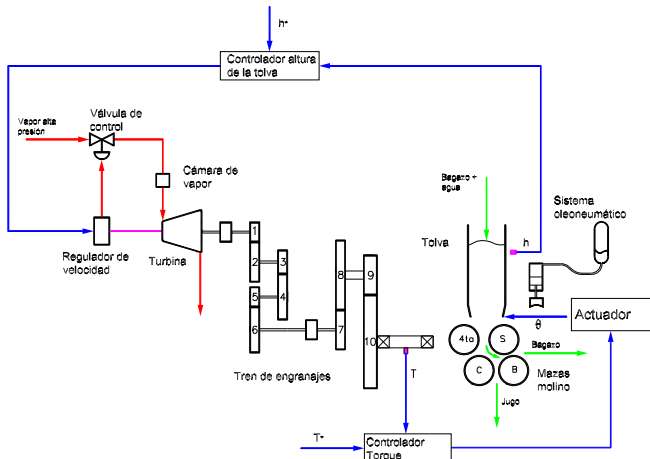 h*
Controlador altura
de la tolva
Válvula de
control
Vapor alta
presión
Cámara de
vapor
Bagazo +
agua
Sistema
oleoneumático
Tolva
h
1
2
3
4
5
6
7
8
9
10
Regulador de
velocidad
Turbina
Actuador
θ
4ta
S
C
B
Bagazo
Mazas
molino
Jugo
Tren de engranajes
T
T*
Controlador
Torque